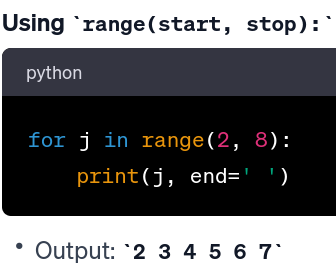 Using `range(start, stop):`
python
for j in range(2, 8):
    print(j, end=' ')
• Output: `2 3 4 5 6 7`